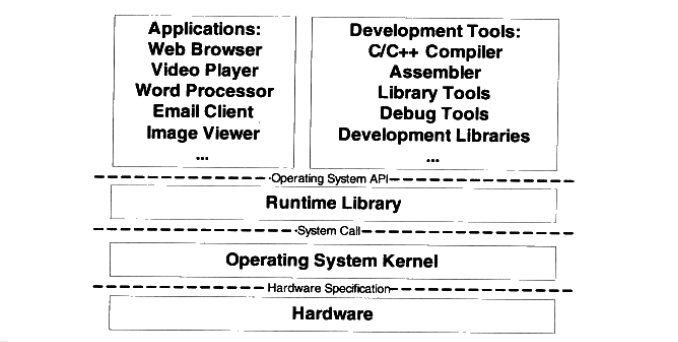 Applications:
Web Browser
Video Player
Word Processor
Email Client
Image Viewer
...
Development Tools:
C/C++ Compiler
Assembler
Library Tools
Debug Tools
Development Libraries
...
Operating System API
Runtime Library
System Call
Operating System Kernel
Hardware Specification
Hardware